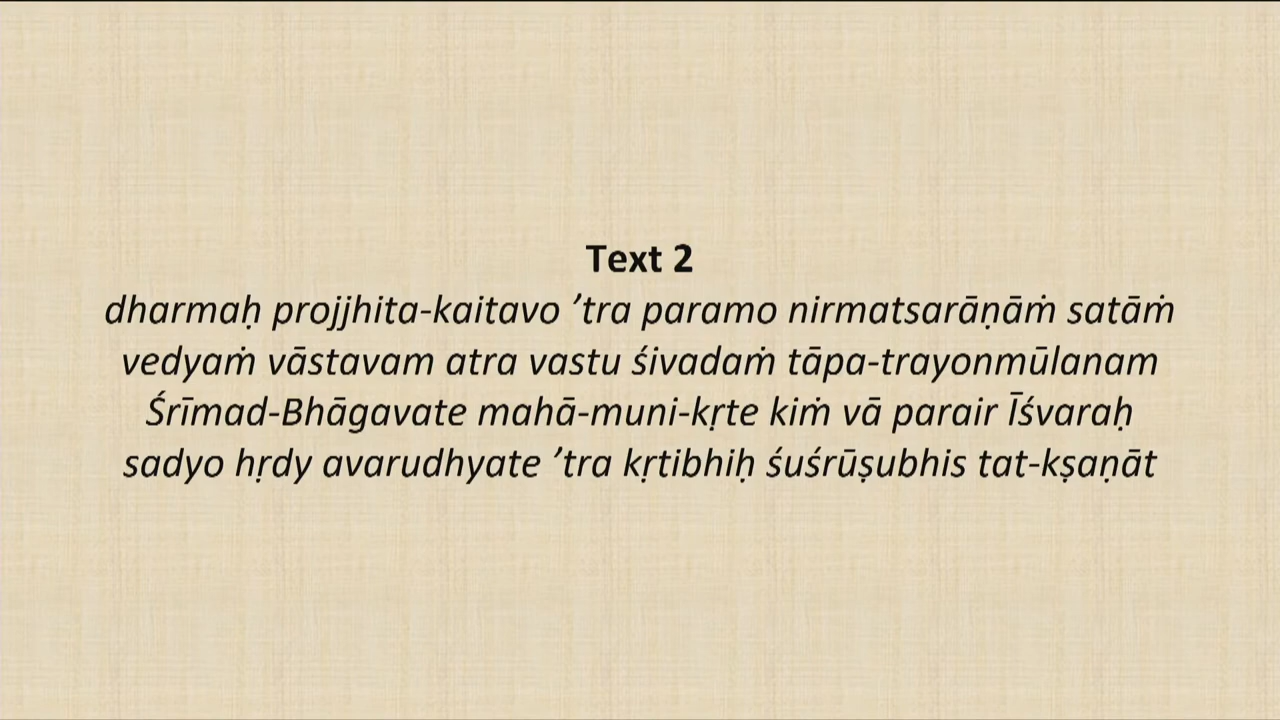 Text 2
dharmaḥ projjhita-kaitavo ’tra paramo nirmatsarāṇāṁ satāṁ
vedyaṁ vāstavam atra vastu śivadaṁ tāpa-trayonmūlanam
Śrīmad-Bhāgavate mahā-muni-kṛte kiṁ vā parair Īśvaraḥ
sadyo hṛdy avarudhyate ’tra kṛtibhiḥ śuśrūṣubhis tat-kṣaṇāt